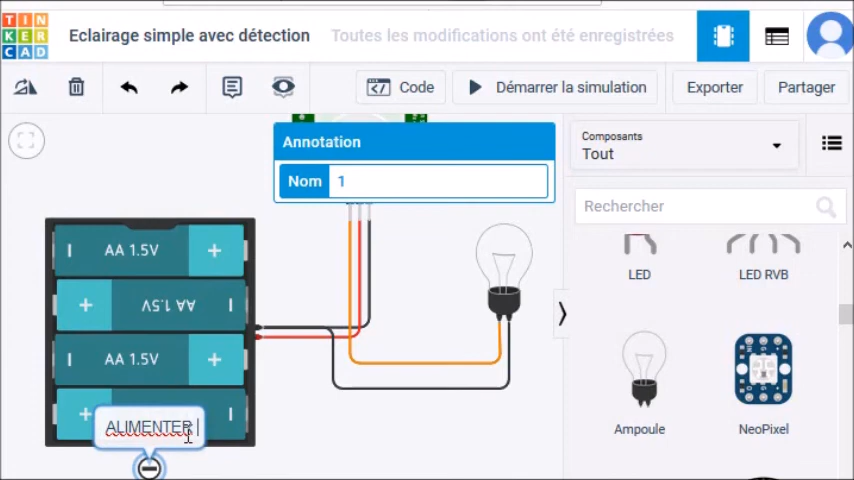 TIN
KER
CAD
Eclairage simple avec détection
Toutes les modifications ont été enregistrées
Code
Démarrer la simulation
Exporter
Partager
Annotation
Nom 1
Composants
Tout
Rechercher
AA 1.5V
AA 1.5V
AA 1.5V
ALIMENTER
LED
LED RVB
Ampoule
NeoPixel